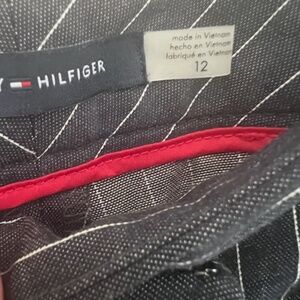 Y HILFIGER
made in Vietnam
hecho en Vietnam
fabriqué en Vietnam
12